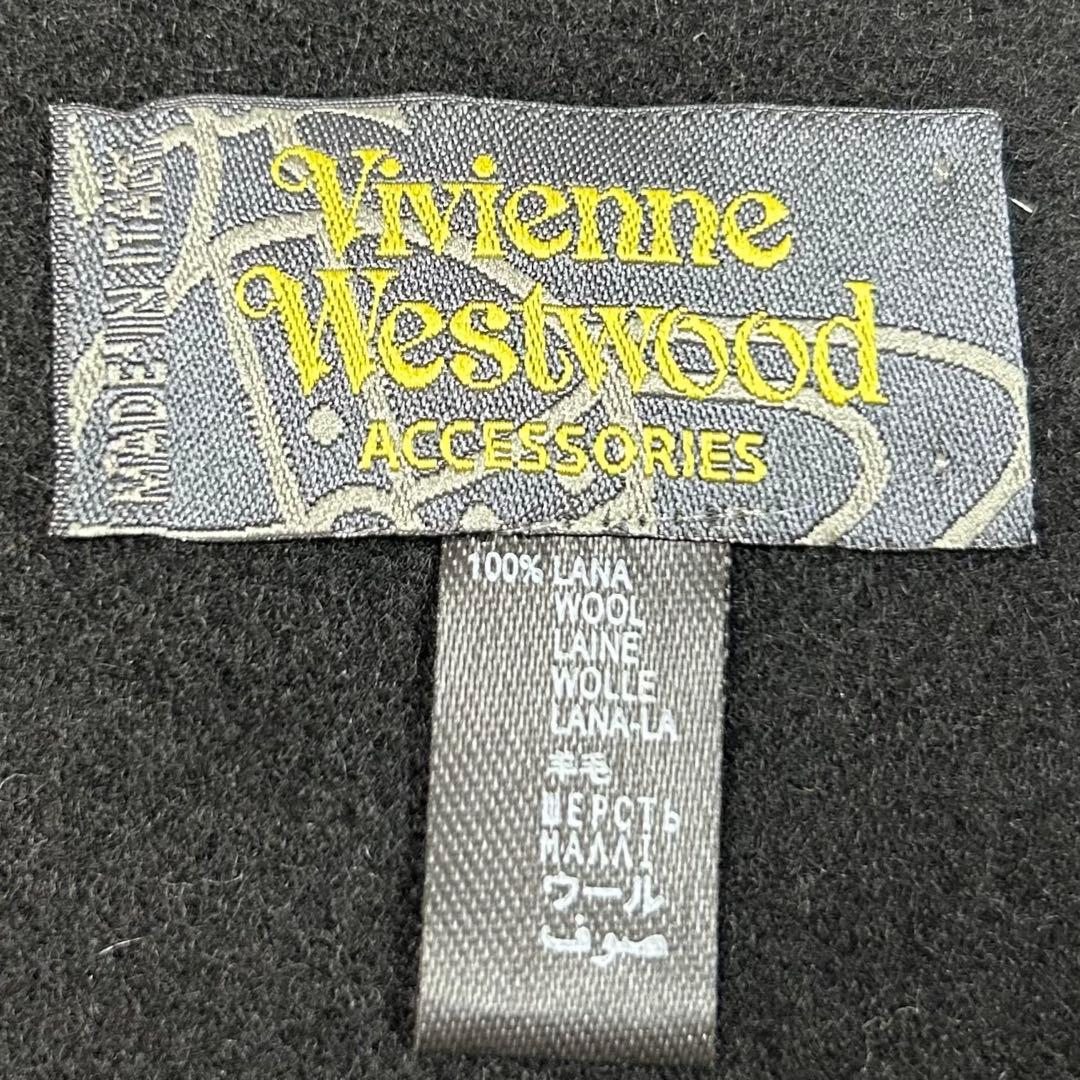 Vivienne
Westwood
ACCESSORIES
MADE IN ITALY
100% LANA
WOOL
LAINE
WOLLE
LANA-LA
羊毛
ШЕРСТЬ
ΜΑΛΛΙ
ウール
صوف